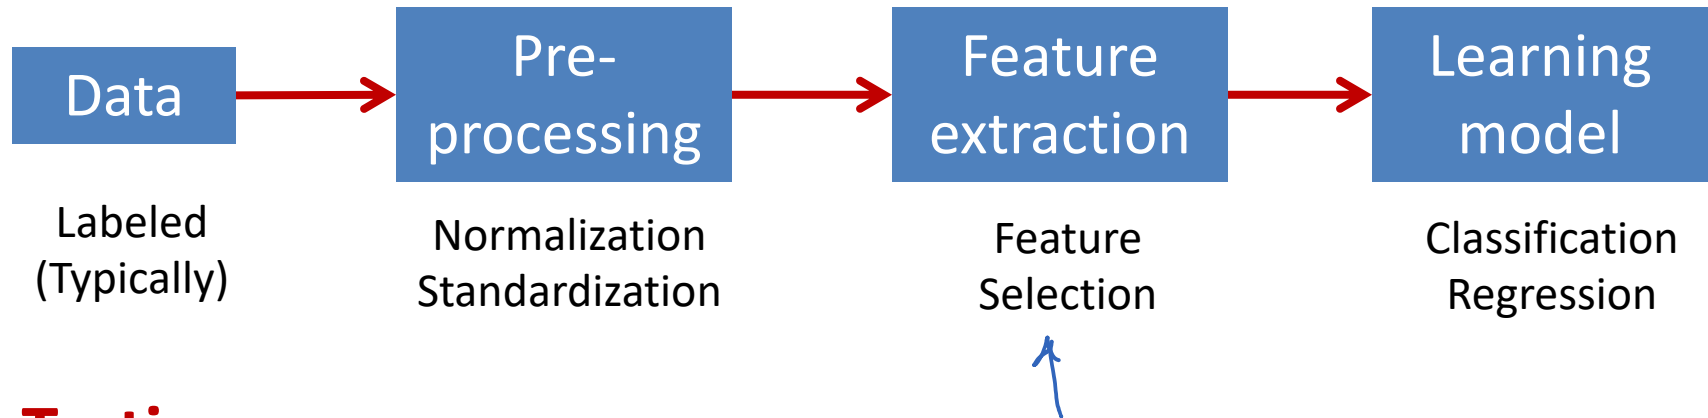 Data
Pre-
processing
Feature
extraction
Learning
model
Labeled
(Typically)
Normalization
Standardization
Feature
Selection
Classification
Regression